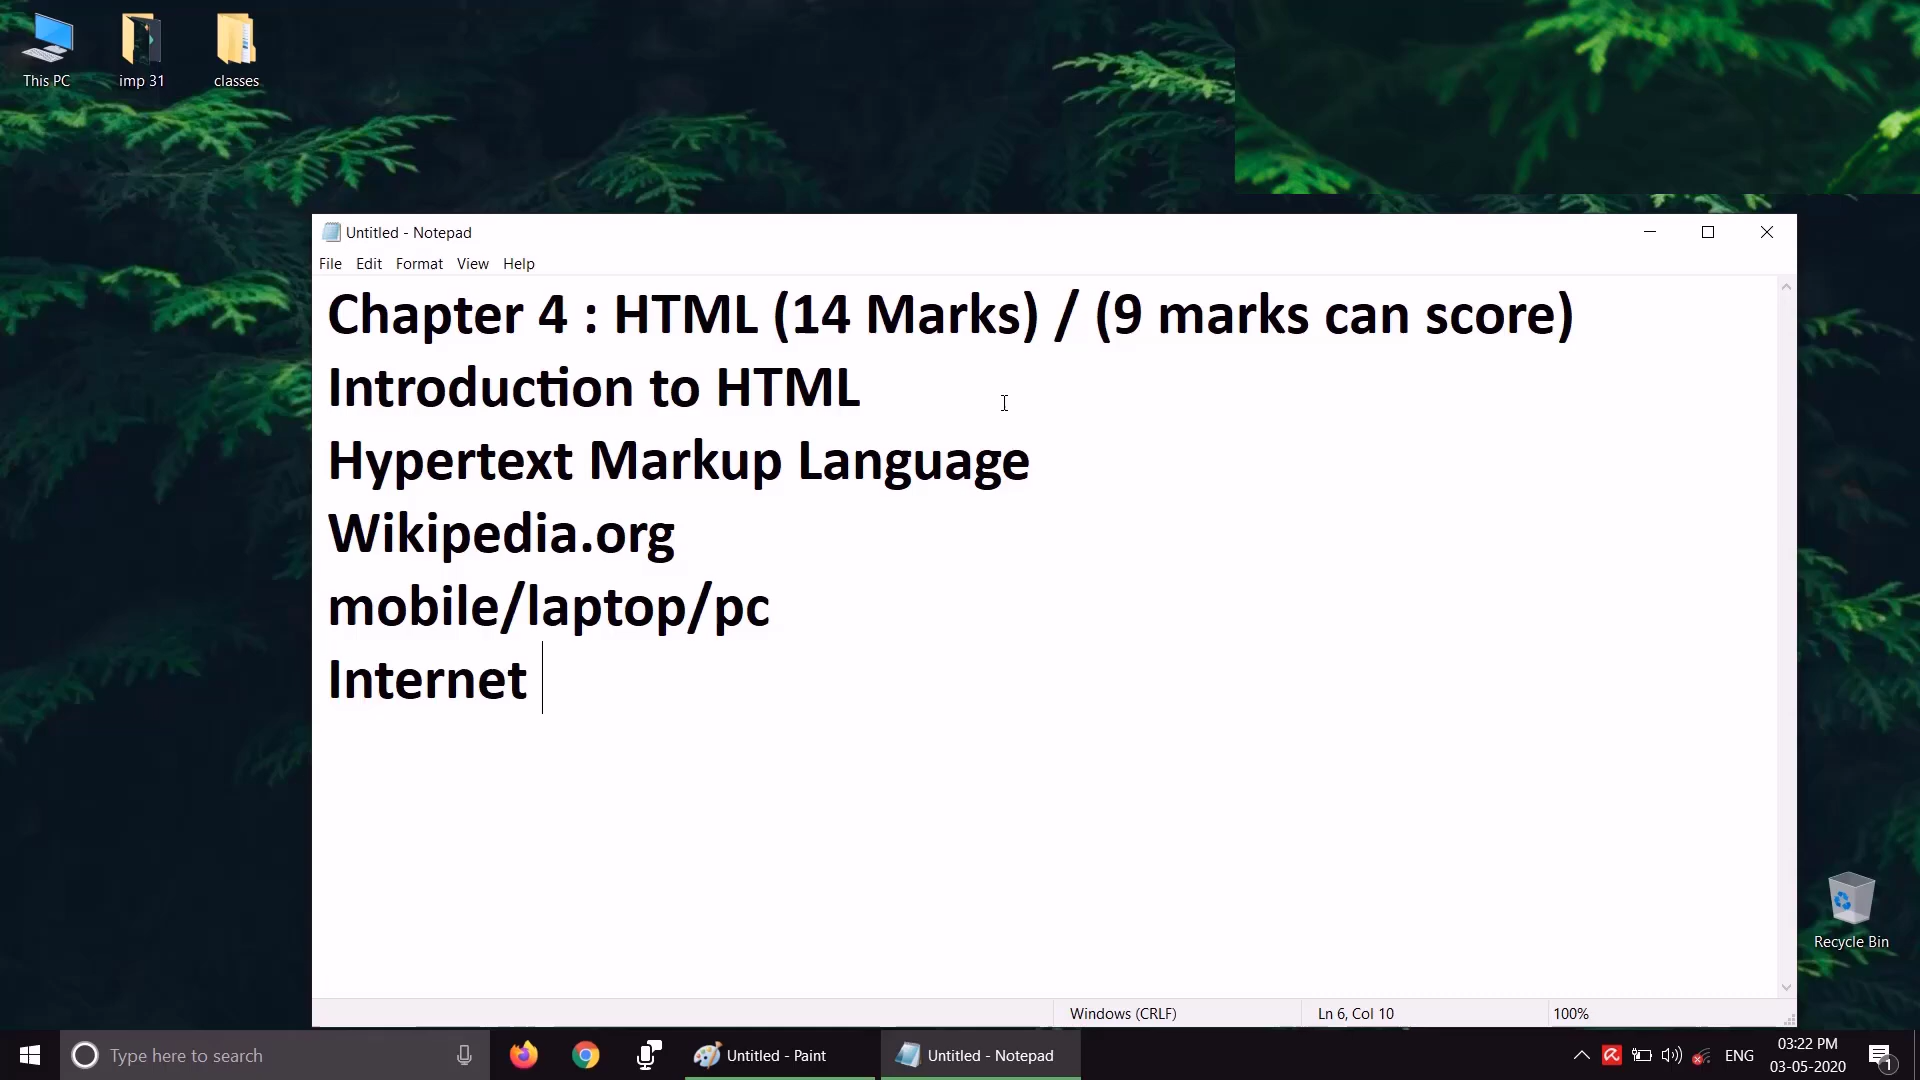 This PC
imp 31
classes
Untitled - Notepad
File Edit Format View Help
Chapter 4 : HTML (14 Marks) / (9 marks can score)
Introduction to HTML
Hypertext Markup Language
Wikipedia.org
mobile/laptop/pc
Internet
Recycle Bin
Windows (CRLF) Ln 6, Col 10 100%
Type here to search Untitled - Paint Untitled - Notepad ENG 03:22 PM
03-05-2020
1